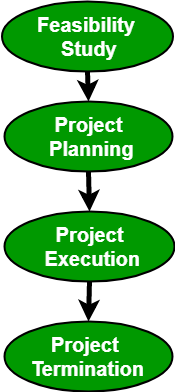 Feasibility
Study
Project
Planning
Project
Execution
Project
Termination